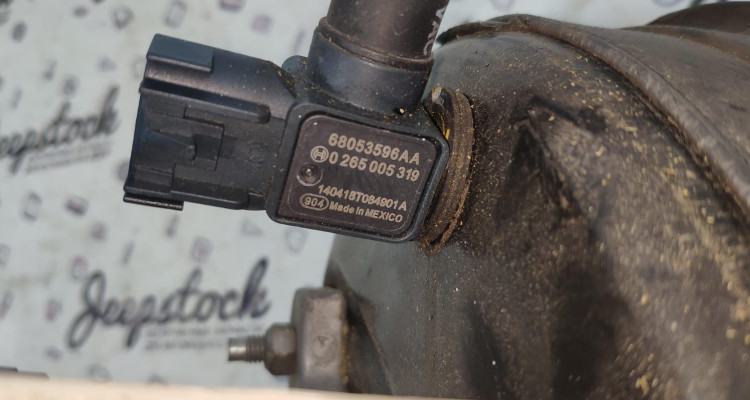 68053596AA
0 265 005 319
140418T084901A
904 Made in MEXICO
Jeepstock
Jeepstock